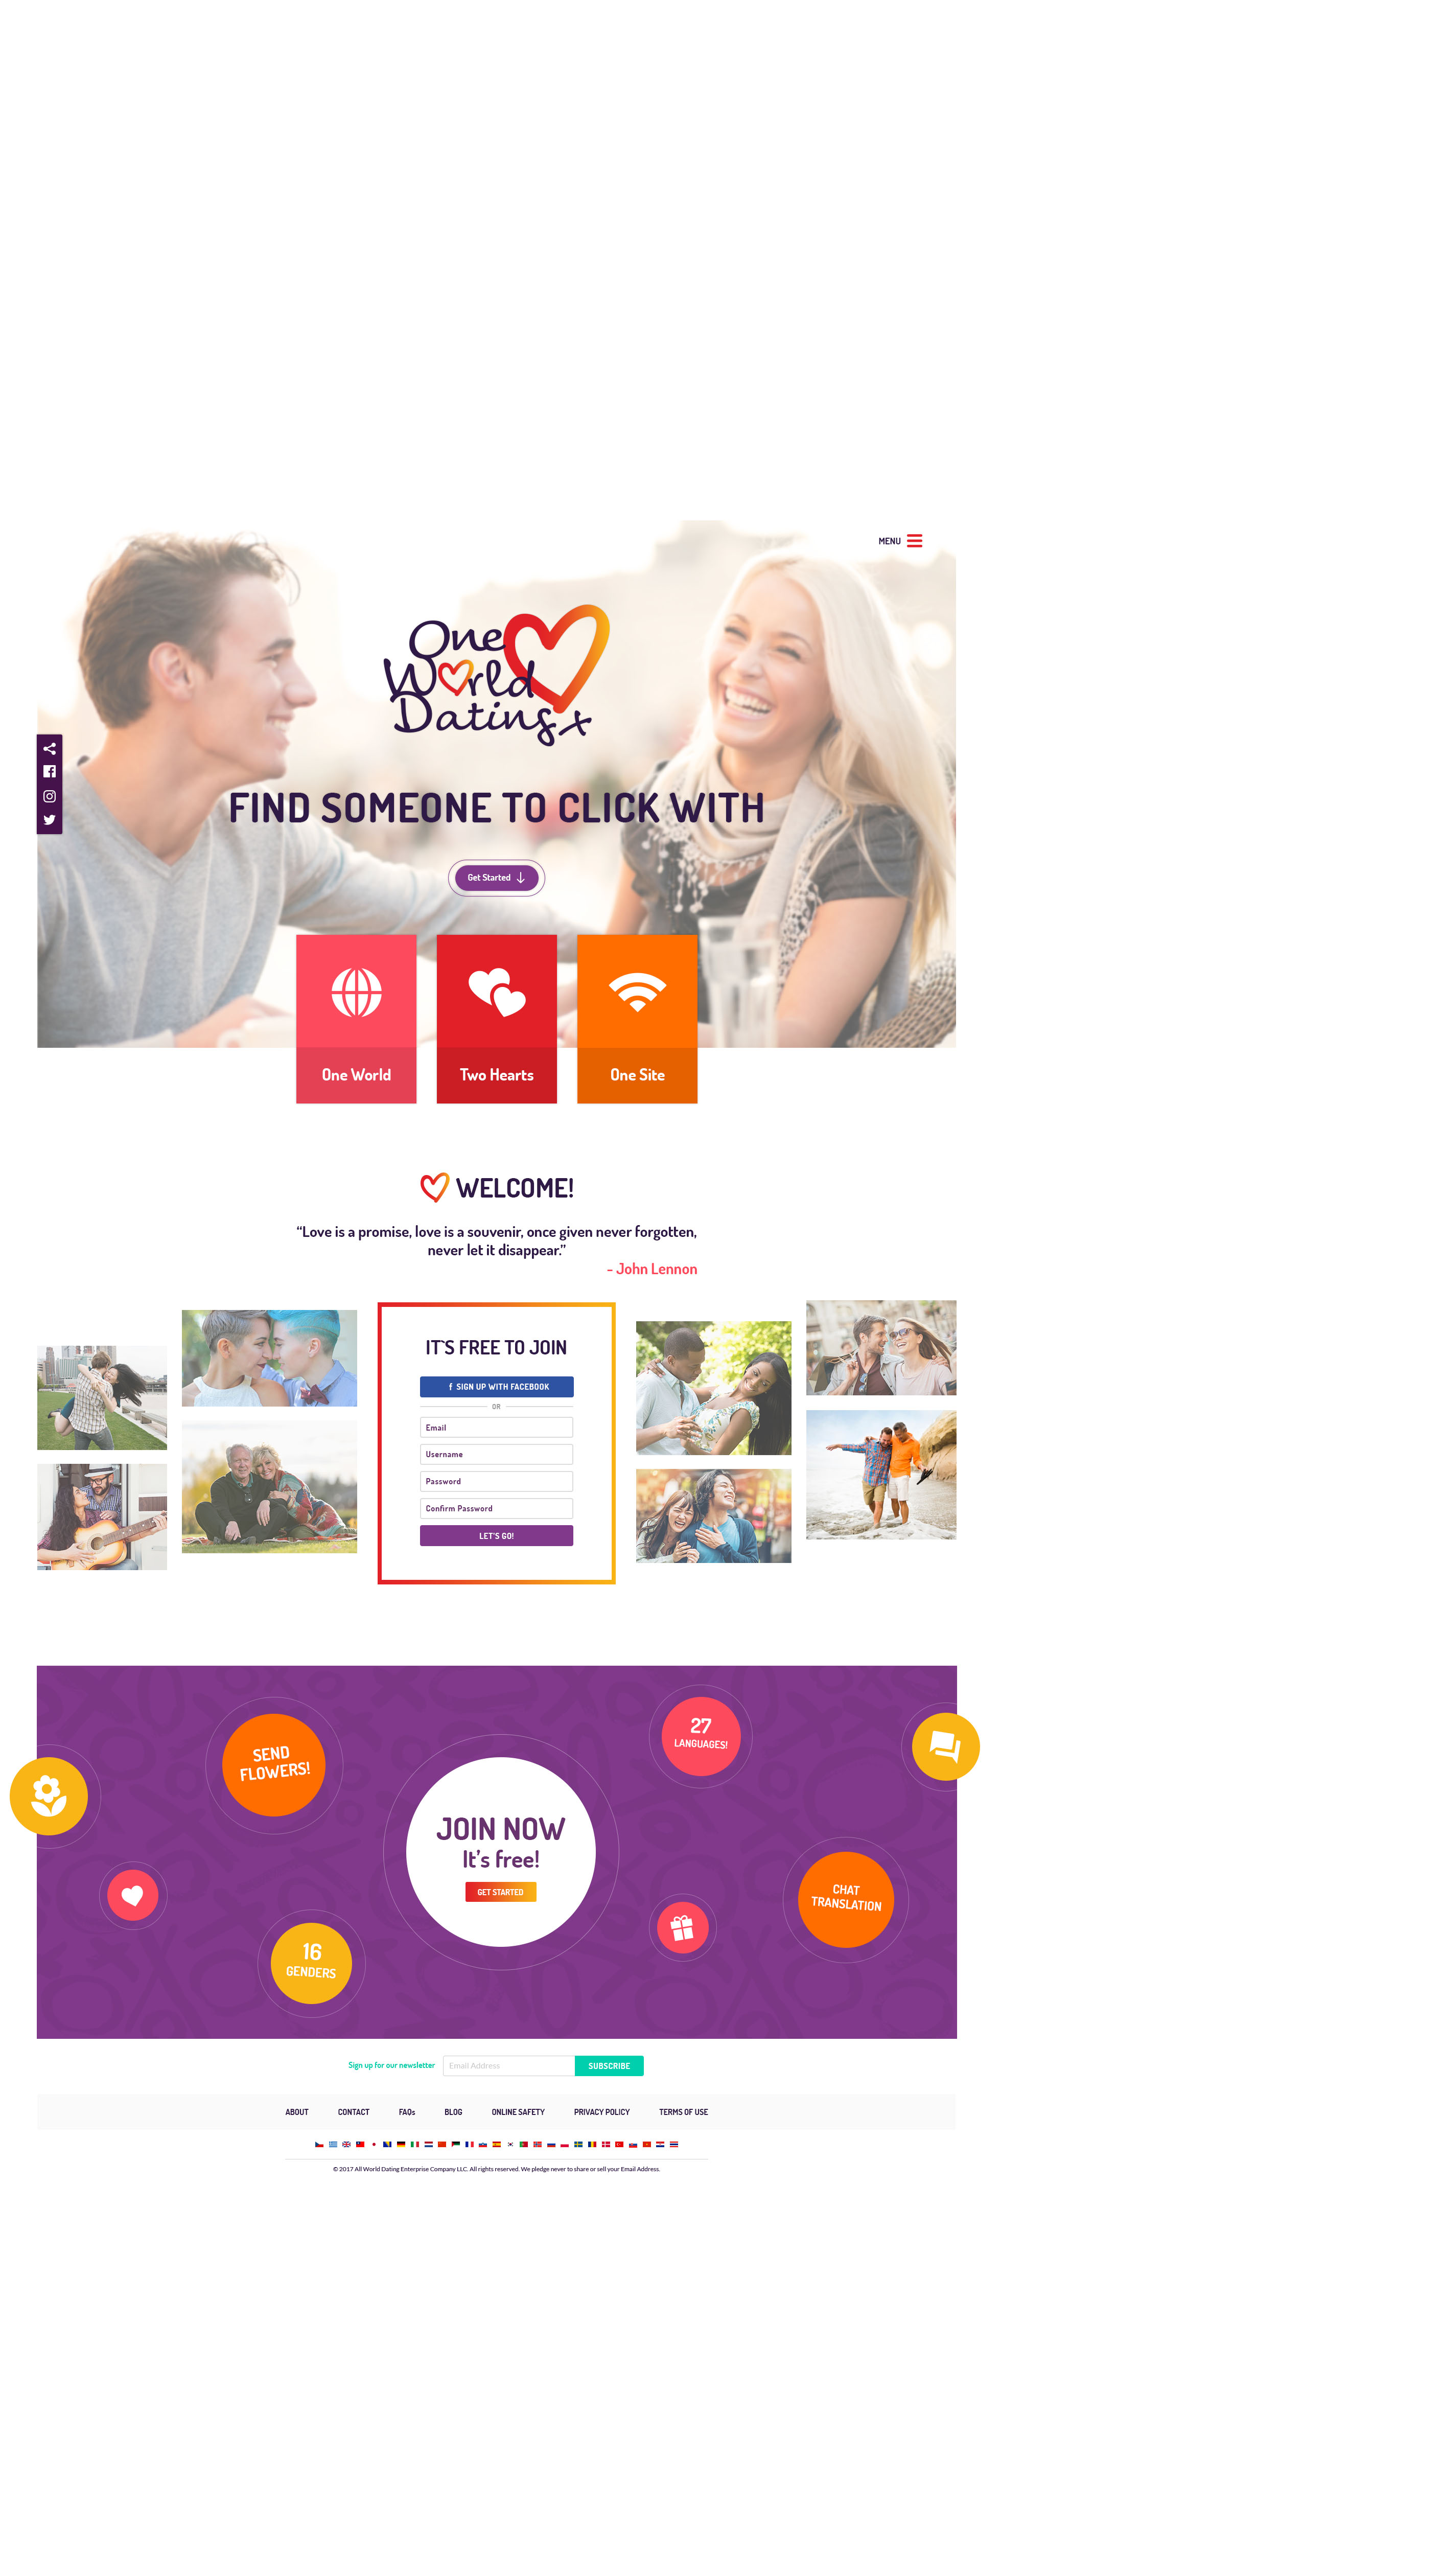 MENU
One
World
Dating x
FIND SOMEONE TO CLICK WITH
Get Started
One World
Two Hearts
One Site
WELCOME!
“Love is a promise, love is a souvenir, once given never forgotten,
never let it disappear.”
- John Lennon
IT`S FREE TO JOIN
f SIGN UP WITH FACEBOOK
OR
Email
Username
Password
Confirm Password
LET'S GO!
SEND
FLOWERS!
27
LANGUAGES!
JOIN NOW
It's free!
GET STARTED
CHAT
TRANSLATION
16
GENDERS
Sign up for our newsletter Email Address SUBSCRIBE
ABOUT CONTACT FAQs BLOG ONLINE SAFETY PRIVACY POLICY TERMS OF USE
© 2017 All World Dating Enterprise Company LLC. All rights reserved. We pledge never to share or sell your Email Address.